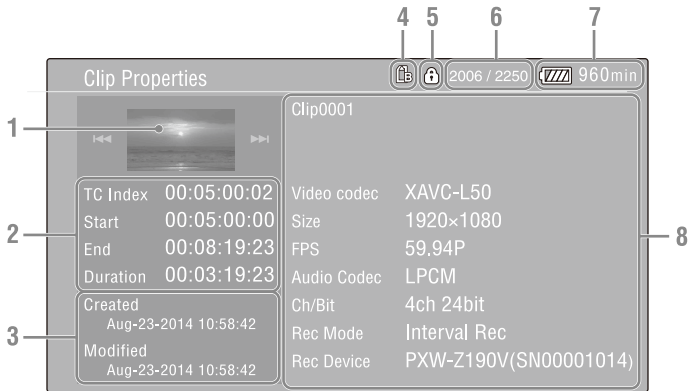 4 5 6 7
Clip Properties B 2006 / 2250 960min
1
Clip0001
2
TC Index 00:05:00:02
Start 00:05:00:00
End 00:08:19:23
Duration 00:03:19:23
3
Created
Aug-23-2014 10:58:42
Modified
Aug-23-2014 10:58:42
Video codec XAVC-L50
Size 1920×1080
FPS 59.94P
Audio Codec LPCM
Ch/Bit 4ch 24bit
Rec Mode Interval Rec
Rec Device PXW-Z190V(SN00001014)
8